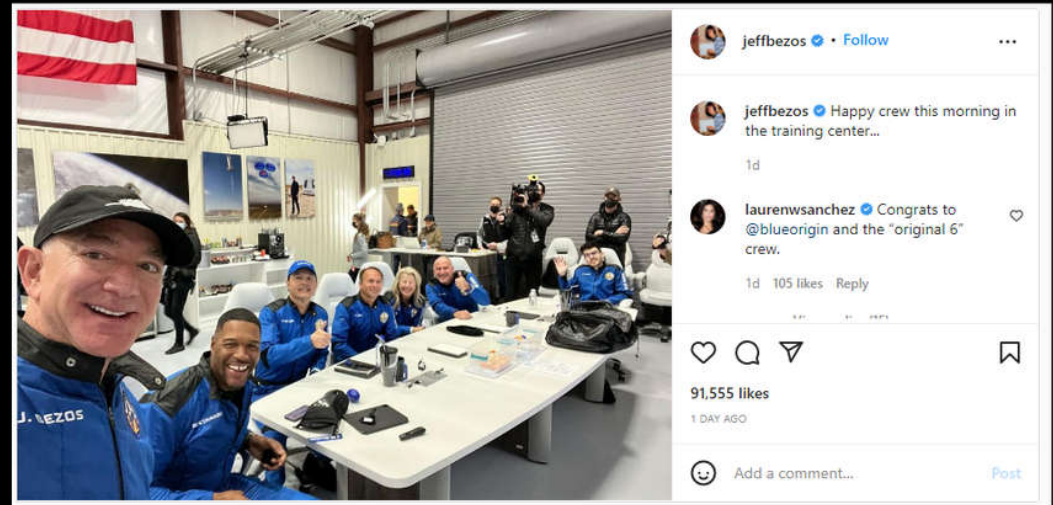 jeffbezos • Follow
jeffbezos Happy crew this morning in
the training center...
1d
laurenwsanchez Congrats to
@blueorigin and the “original 6”
crew.
1d 105 likes Reply
91,555 likes
1 DAY AGO
Add a comment... Post
J. BEZOS